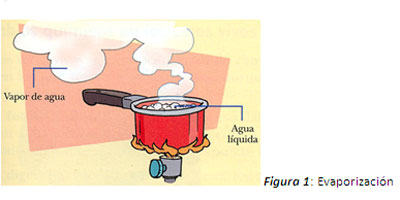 Vapor de agua
Agua
líquida
Figura 1: Evaporización